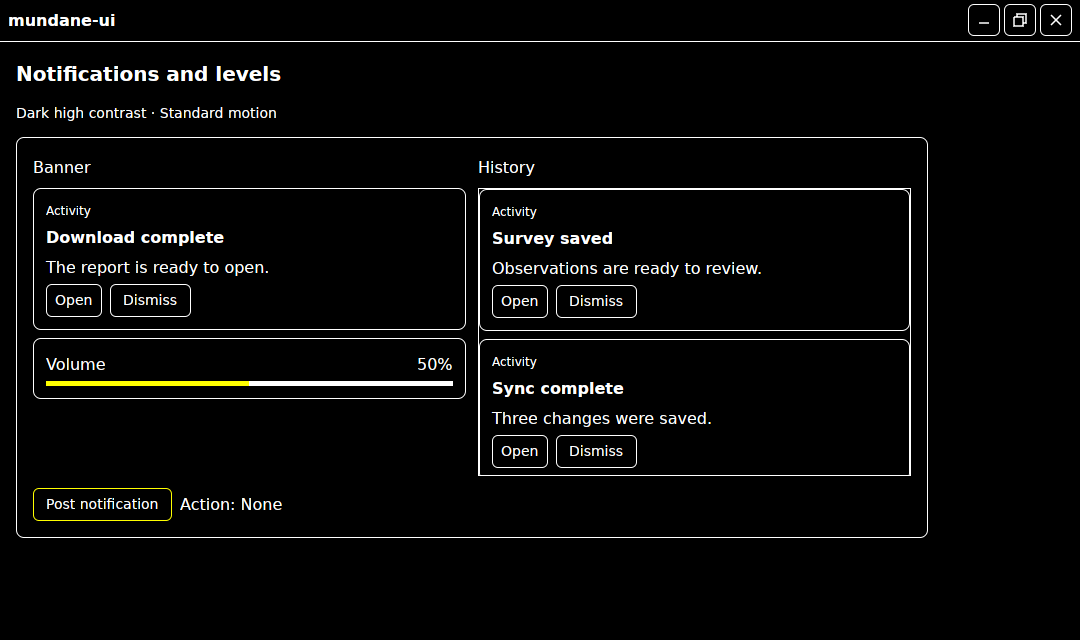 mundane-ui
Notifications and levels
Dark high contrast · Standard motion
Banner
Activity
Download complete
The report is ready to open.
Open Dismiss
Volume 50%
History
Activity
Survey saved
Observations are ready to review.
Open Dismiss
Activity
Sync complete
Three changes were saved.
Open Dismiss
Post notification Action: None